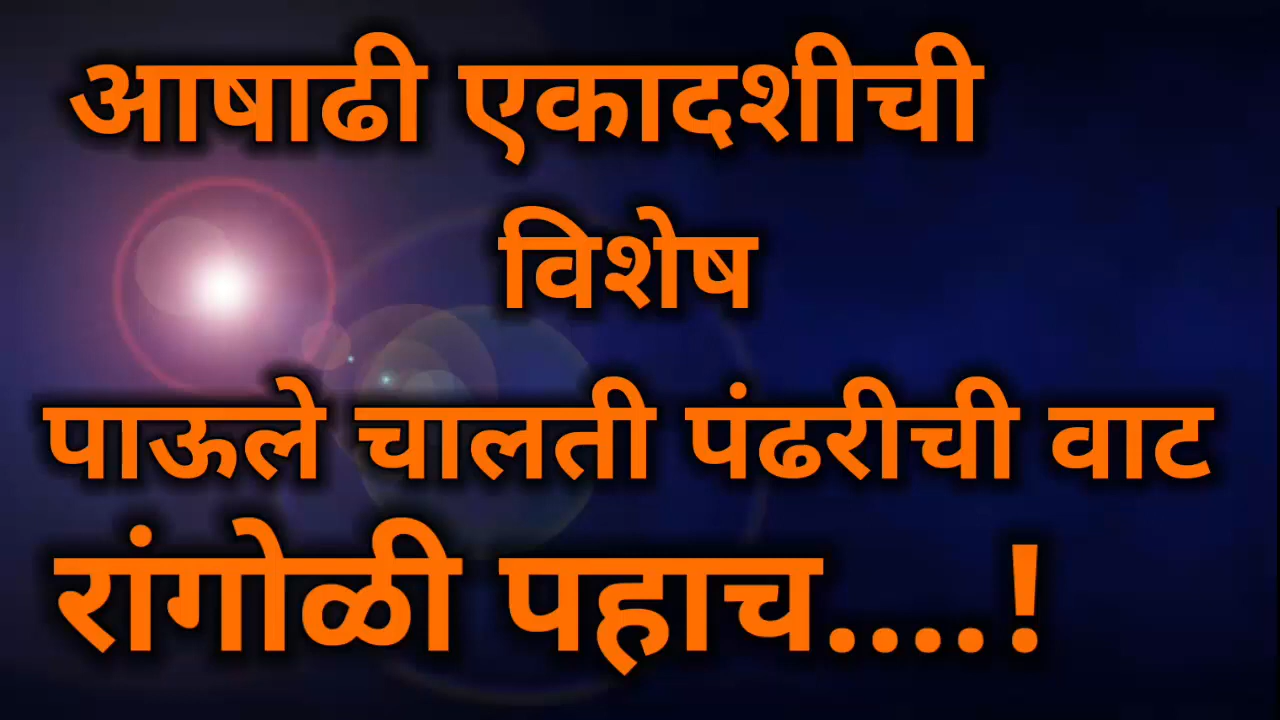 आषाढी एकादशीची
विशेष
पाऊले चालती पंढरीची वाट
रांगोळी पहाच....!